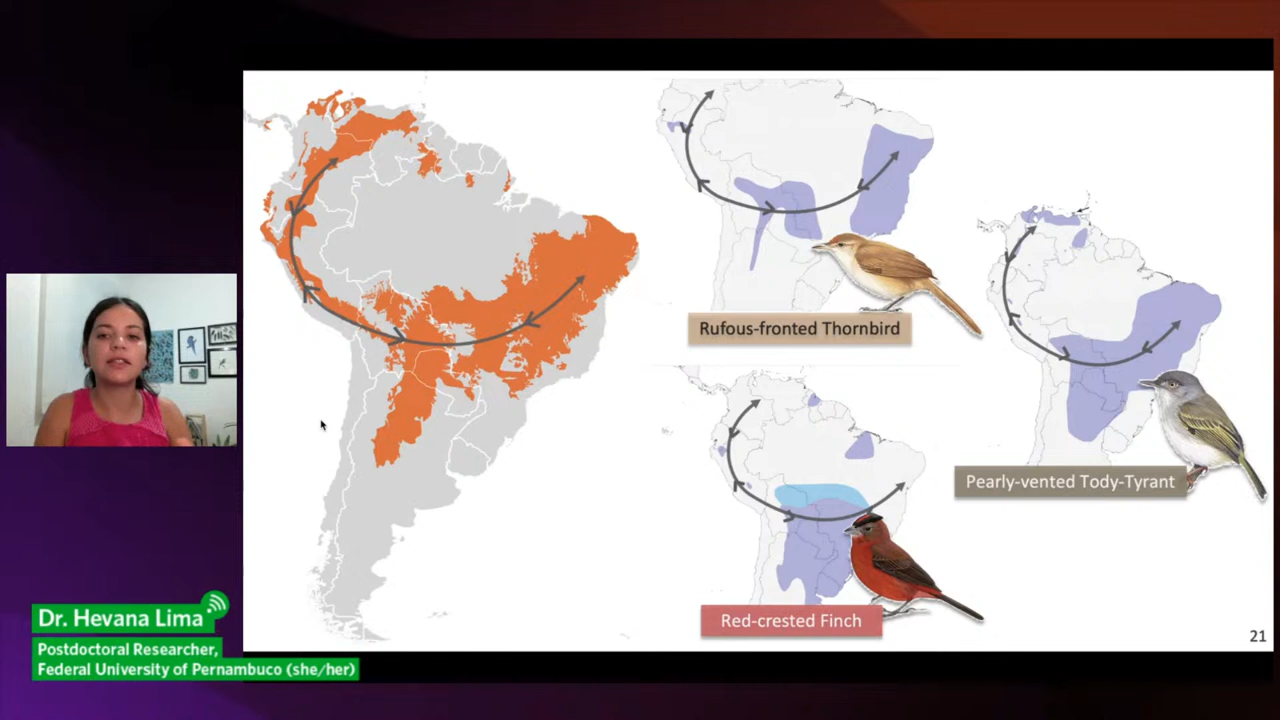 Rufous-fronted Thornbird
Pearly-vented Tody-Tyrant
Red-crested Finch
21
Dr. Hevana Lima
Postdoctoral Researcher,
Federal University of Pernambuco (she/her)